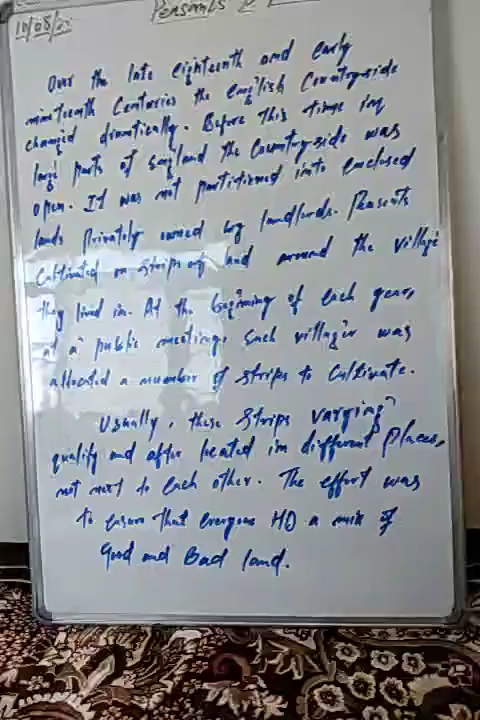 10/08/
Peasants &
Over the late eighteenth and early
nineteenth Centuries the english Countryside
changed dramatically. Before this time in
large parts of England the Countryside was
open. It was not partitioned into enclosed
lands Privately owned by landlords. Peasents
Cultivated on strips of land around the village
they lived in. At the beginning of each year,
at a public meeting, each villager was
allocated a number of strips to Cultivate.
Usually, these strips varying
quality and often located in different places,
not next to Each other. The effort was
to ensure that everyone HD a mix of
Good and Bad land.